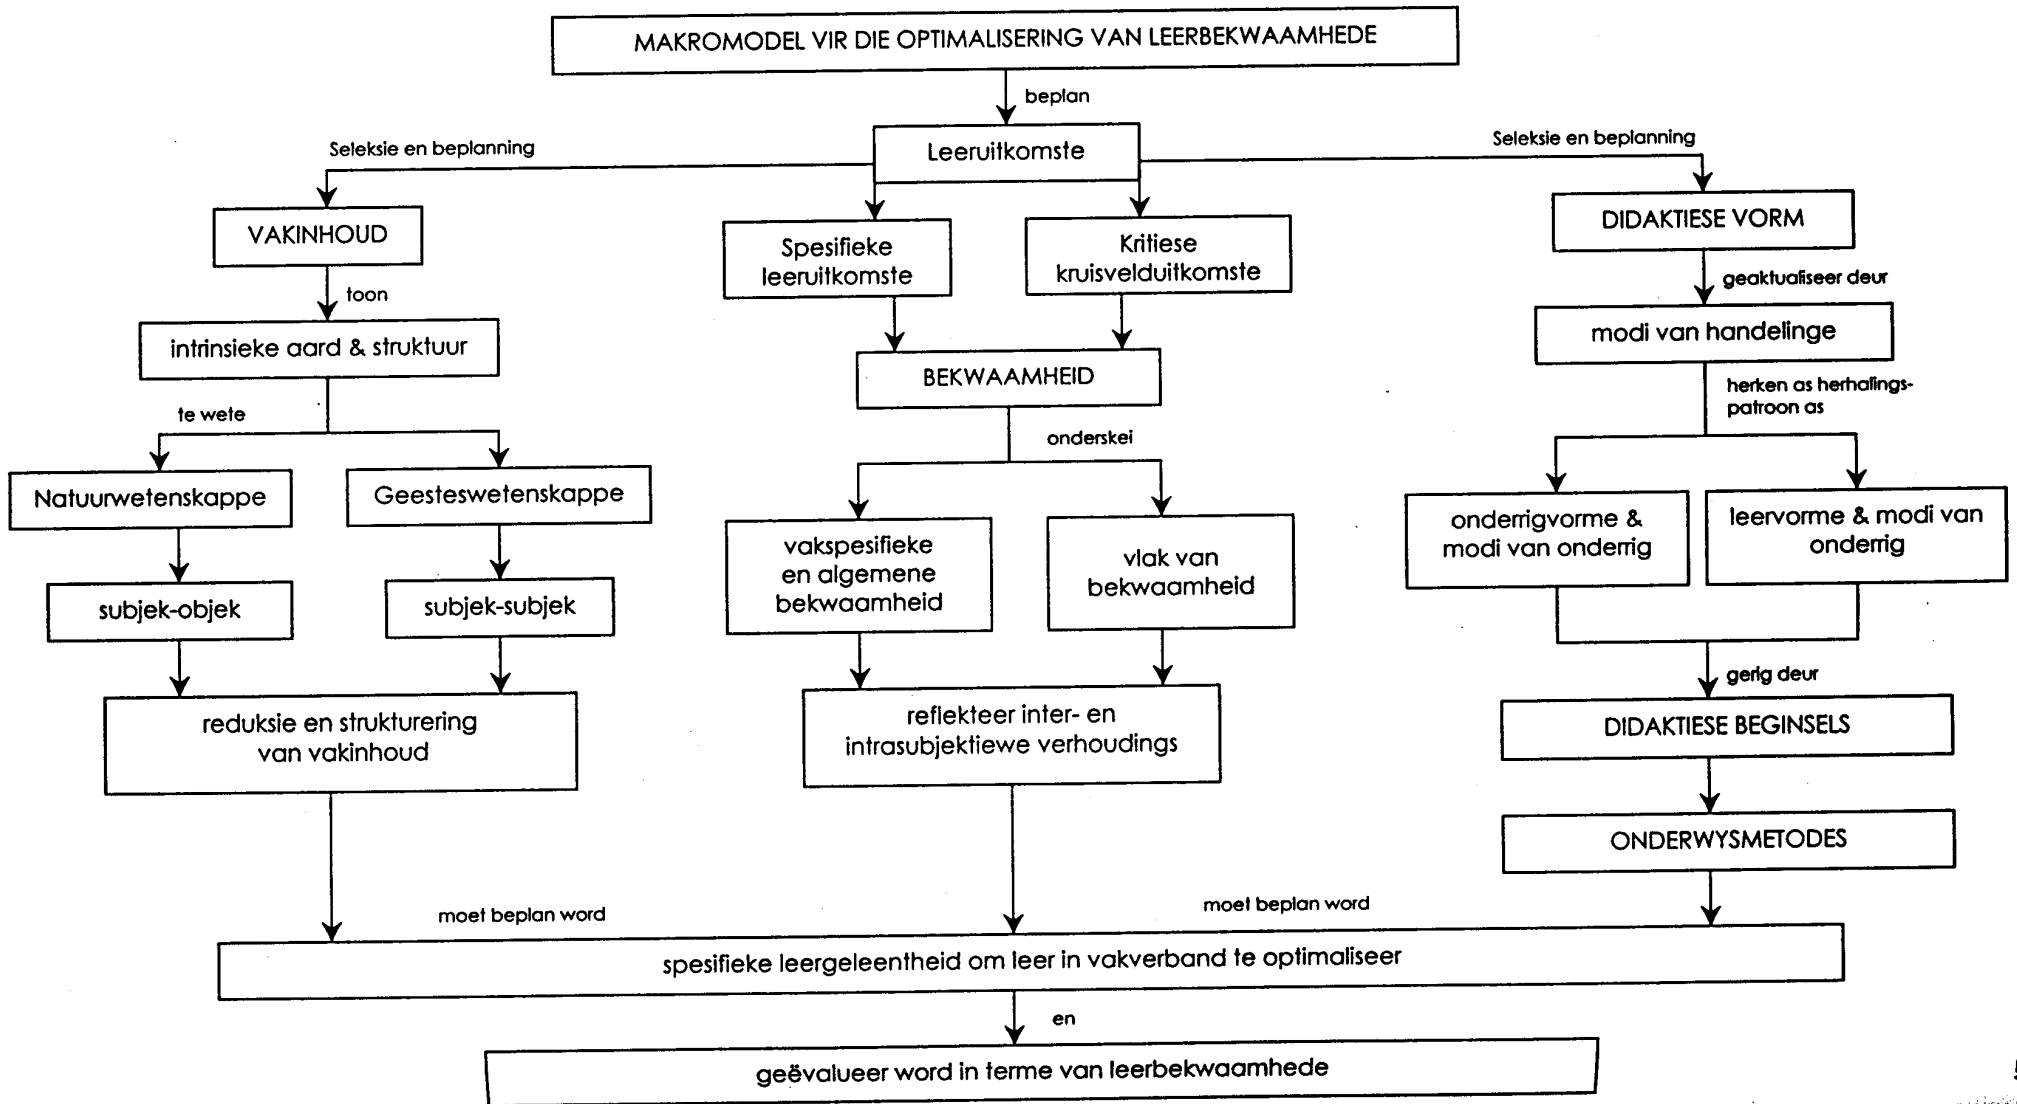 MAKROMODEL VIR DIE OPTIMALISERING VAN LEERBEKWAAMHEDE
beplan
Seleksie en beplanning
Leeruitkomste
Seleksie en beplanning
VAKINHOUD
Spesifieke
leeruitkomste
Kritiese
kruisvelduitkomste
DIDAKTIESE VORM
toon
geaktualiseer deur
intrinsieke aard & struktuur
BEKWAAMHEID
modi van handelinge
te wete
onderskei
herken as herhalings-
patroon as
Natuurwetenskappe
Geesteswetenskappe
vakspesifieke
en algemene
bekwaamheid
vlak van
bekwaamheid
onderrigvorme &
modi van onderrig
leervorme & modi van
onderrig
subjek-objek
subjek-subjek
gerig deur
reduksie en strukturering
van vakinhoud
reflekteer inter- en
intrasubjektiewe verhoudings
DIDAKTIESE BEGINSELS
ONDERWYSMETODES
moet beplan word
moet beplan word
spesifieke leergeleentheid om leer in vakverband te optimaliseer
en
geëvalueer word in terme van leerbekwaamhede